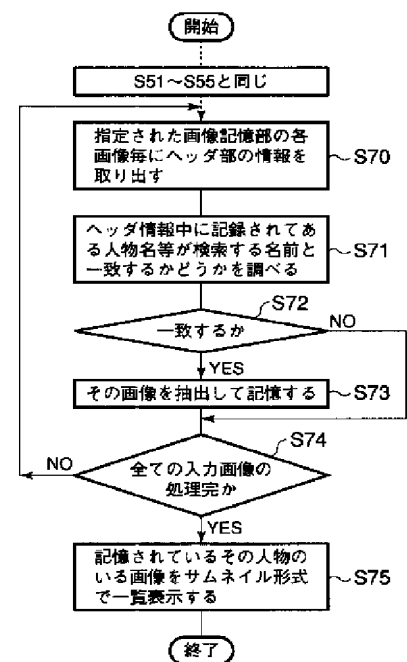 開始
S51～S55と同じ
指定された画像記憶部の各
画像毎にヘッダ部の情報を
取り出す
S70
ヘッダ情報中に記録されてあ
る人物名等が検索する名前と
一致するかどうかを調べる
S71
S72
一致するか
NO
YES
その画像を抽出して記憶する
S73
S74
NO
全ての入力画像の
処理完か
YES
記憶されているその人物の
いる画像をサムネイル形式
で一覧表示する
S75
終了